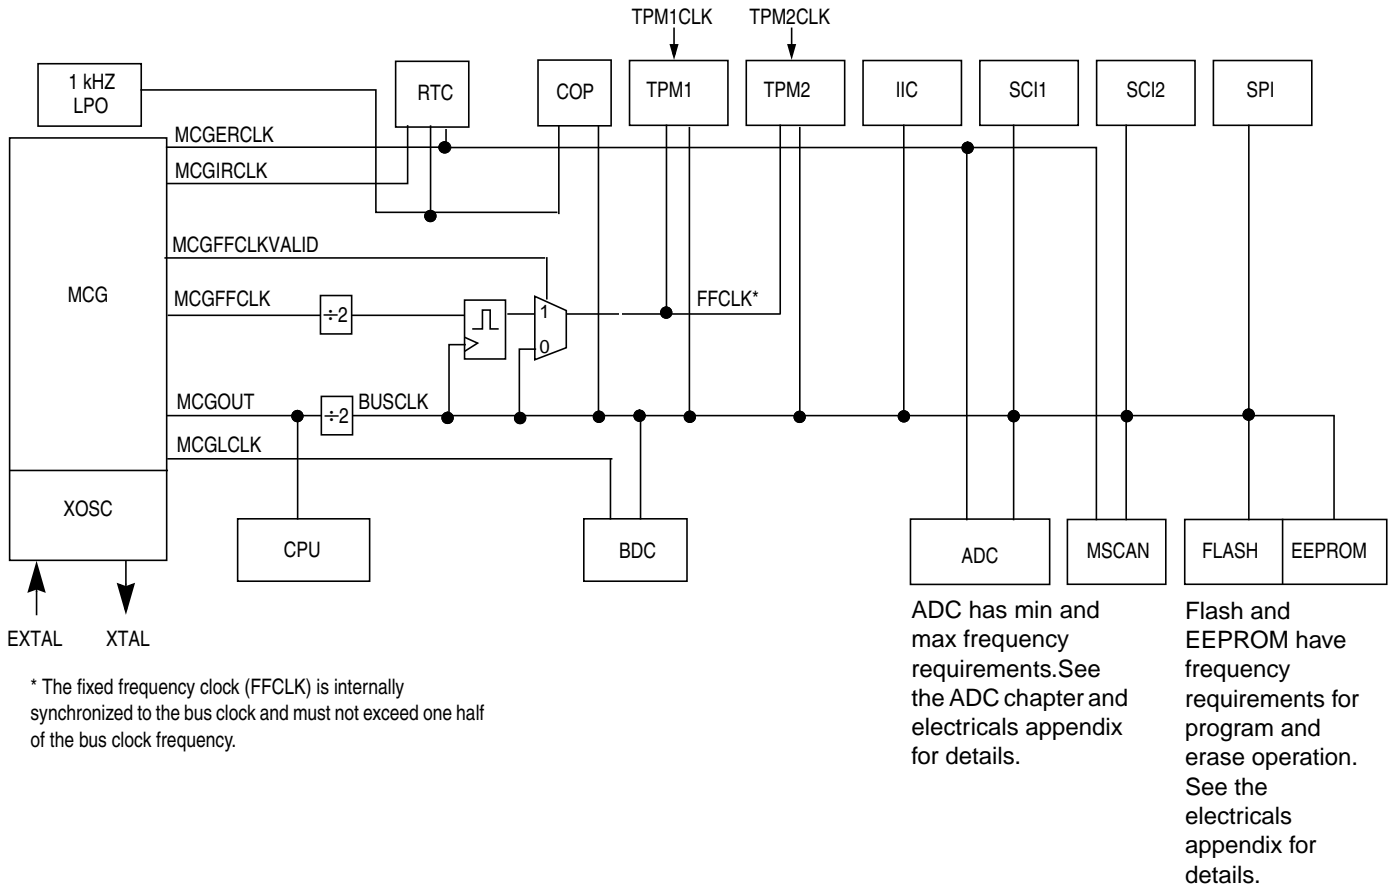 TPM1CLK
TPM2CLK
1 kHZ
LPO
RTC
COP
TPM1
TPM2
IIC
SCI1
SCI2
SPI
MCGERCLK
MCGIRCLK
MCGFFCLKVALID
MCG
MCGFFCLK
÷2
1
0
FFCLK*
MCGOUT
÷2
BUSCLK
MCGLCLK
XOSC
CPU
BDC
ADC
MSCAN
FLASH
EEPROM
EXTAL
XTAL
* The fixed frequency clock (FFCLK) is internally
synchronized to the bus clock and must not exceed one half
of the bus clock frequency.
ADC has min and
max frequency
requirements.See
the ADC chapter and
electricals appendix
for details.
Flash and
EEPROM have
frequency
requirements for
program and
erase operation.
See the
electricals
appendix for
details.